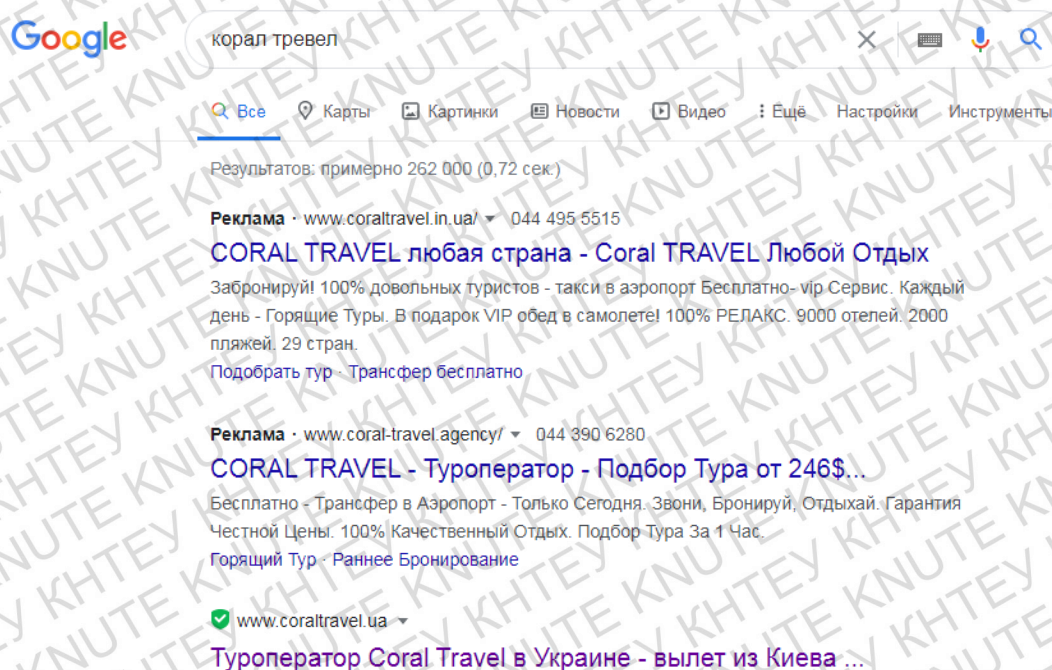 Google
корал тревел
Все Карты Картинки Новости Видео Ещё Настройки Инструменты
Результатов: примерно 262 000 (0,72 сек.)
Реклама · www.coraltravel.in.ua/ 044 495 5515
CORAL TRAVEL любая страна - Coral TRAVEL Любой Отдых
Забронируй! 100% довольных туристов - такси в аэропорт Бесплатно- vip Сервис. Каждый
день - Горящие Туры. В подарок VIP обед в самолете! 100% РЕЛАКС. 9000 отелей. 2000
пляжей. 29 стран.
Подобрать тур · Трансфер бесплатно
Реклама · www.coral-travel.agency/ 044 390 6280
CORAL TRAVEL - Туроператор - Подбор Тура от 246$...
Бесплатно - Трансфер в Аэропорт - Только Сегодня. Звони, Бронируй, Отдыхай. Гарантия
Честной Цены. 100% Качественный Отдых. Подбор Тура За 1 Час.
Горящий Тур · Раннее Бронирование
www.coraltravel.ua
Туроператор Coral Travel в Украине - вылет из Киева ...
KHTEY KNUTE